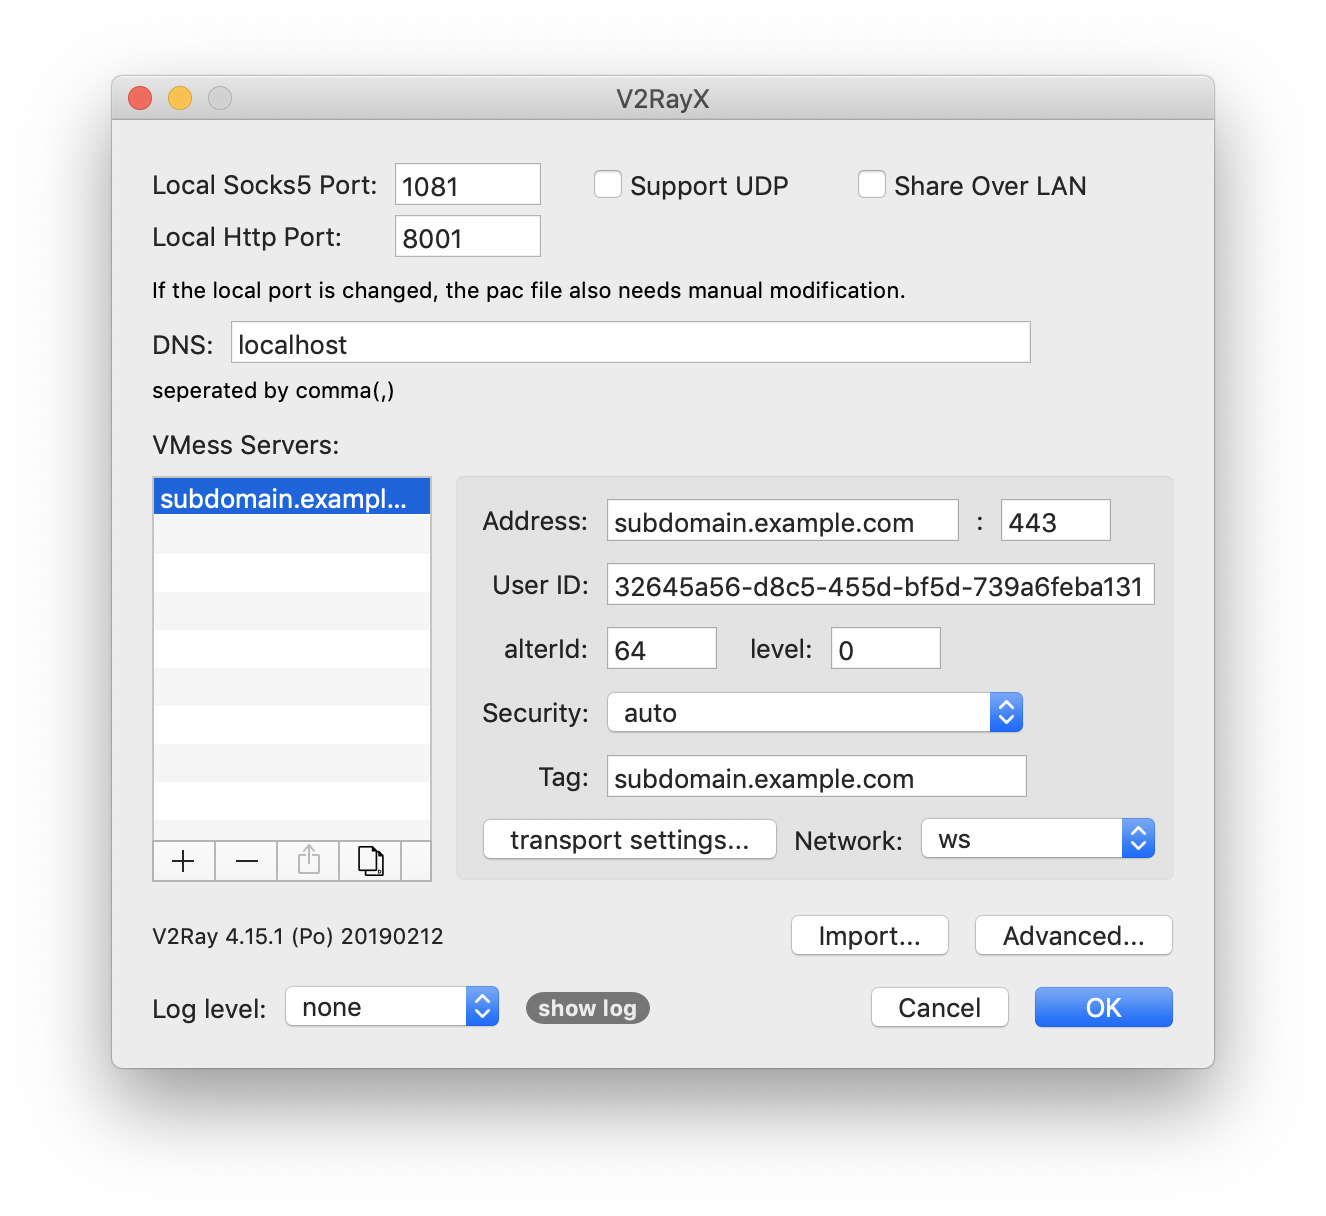 V2RayX
Local Socks5 Port: 1081 Support UDP Share Over LAN
Local Http Port: 8001
If the local port is changed, the pac file also needs manual modification.
DNS: localhost
seperated by comma(,)
VMess Servers:
subdomain.exampl...
Address: subdomain.example.com : 443
User ID: 32645a56-d8c5-455d-bf5d-739a6feba131
alterId: 64 level: 0
Security: auto
Tag: subdomain.example.com
transport settings... Network: ws
V2Ray 4.15.1 (Po) 20190212
Import... Advanced...
Log level: none show log Cancel OK